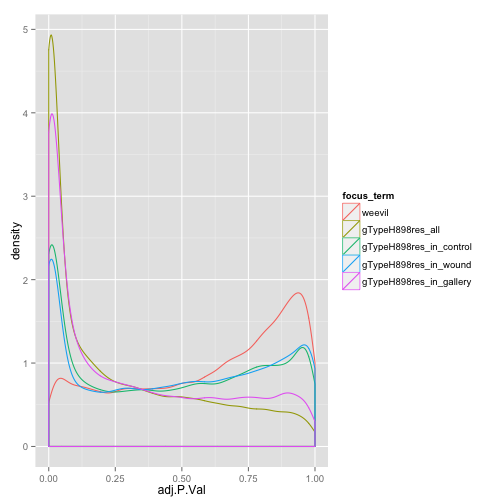 5
4
3
2
1
0
density
0.00 0.25 0.50 0.75 1.00
adj.P.Val
focus_term
weevil
gTypeH898res_all
gTypeH898res_in_control
gTypeH898res_in_wound
gTypeH898res_in_gallery